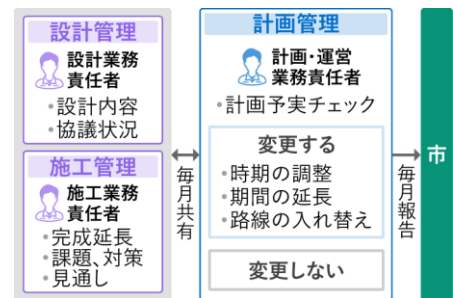 設計管理
設計業務
責任者
・設計内容
・協議状況
施工管理
施工業務
責任者
・完成延長
・課題、対策
・見通し
毎月共有
計画管理
計画・運営
業務責任者
・計画予実チェック
変更する
・時期の調整
・期間の延長
・路線の入れ替え
変更しない
毎月報告
市